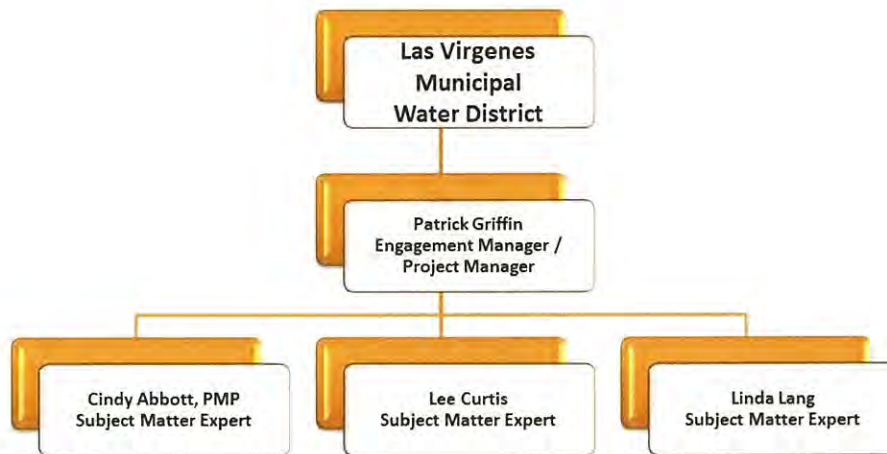 Las Virgenes
Municipal
Water District
Patrick Griffin
Engagement Manager /
Project Manager
Cindy Abbott, PMP
Subject Matter Expert
Lee Curtis
Subject Matter Expert
Linda Lang
Subject Matter Expert